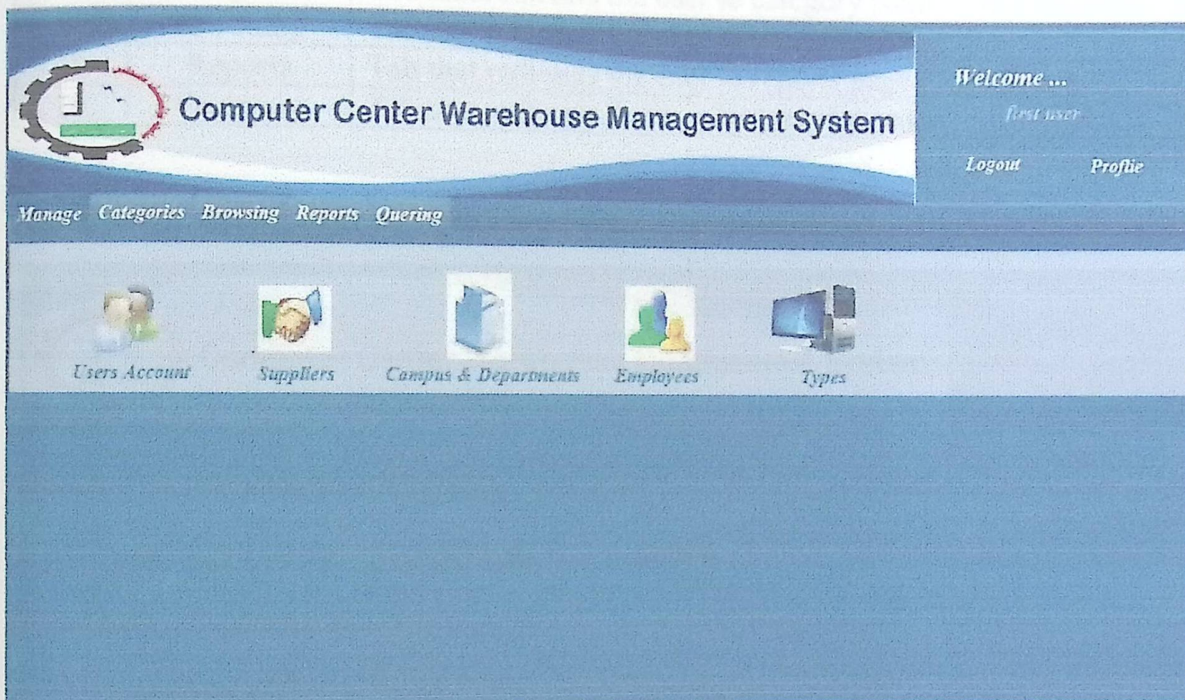 Computer Center Warehouse Management System
Welcome ...
first user
Logout Proflie
Manage Categories Browsing Reports Quering
Users Account Suppliers Campus & Departments Employees Types